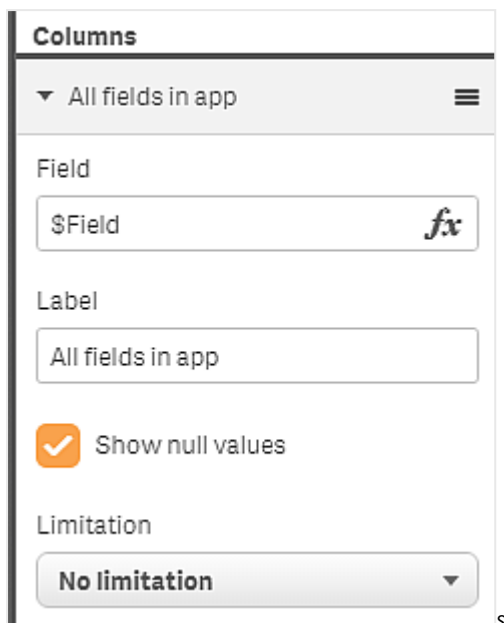 Columns
All fields in app
Field
$Field fx
Label
All fields in app
Show null values
Limitation
No limitation
s